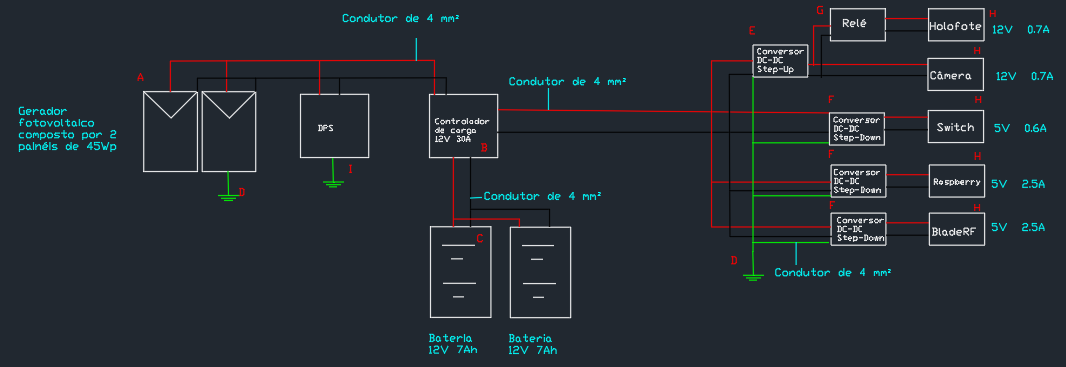 Condutor de 4 mm²
A
Gerador
fotovoltaico
composto por 2
painéis de 45Wp
D
DPS
I
Controlador
de carga
12V 30A
B
Condutor de 4 mm²
Condutor de 4 mm²
C
Bateria
12V 7Ah
Bateria
12V 7Ah
E
Conversor
DC-DC
Step-Up
G
Relé
H
Holofote
12V 0.7A
H
Câmera
12V 0.7A
F
Conversor
DC-DC
Step-Down
H
Switch
5V 0.6A
F
Conversor
DC-DC
Step-Down
H
Raspberry
5V 2.5A
F
Conversor
DC-DC
Step-Down
H
BladeRF
5V 2.5A
D
Condutor de 4 mm²